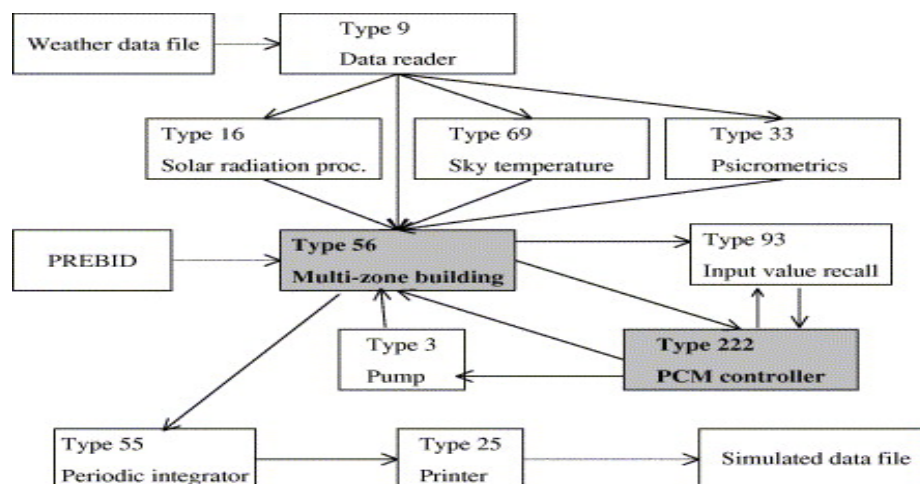 Weather data file
Type 9
Data reader
Type 16
Solar radiation proc.
Type 69
Sky temperature
Type 33
Psicrometrics
PREBID
Type 56
Multi-zone building
Type 93
Input value recall
Type 3
Pump
Type 222
PCM controller
Type 55
Periodic integrator
Type 25
Printer
Simulated data file